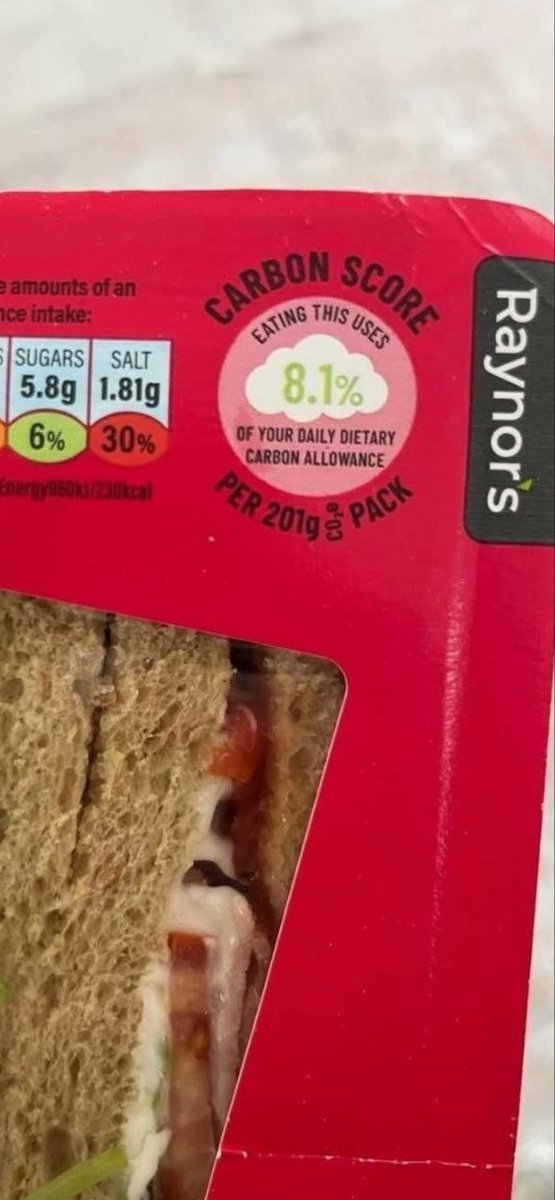 e amounts of an
nce intake:
S SUGARS SALT
5.8g 1.81g
6% 30%
CARBON SCORE
EATING THIS USES
8.1%
OF YOUR DAILY DIETARY
CARBON ALLOWANCE
PER 201g CO₂e PACK
Raynor's